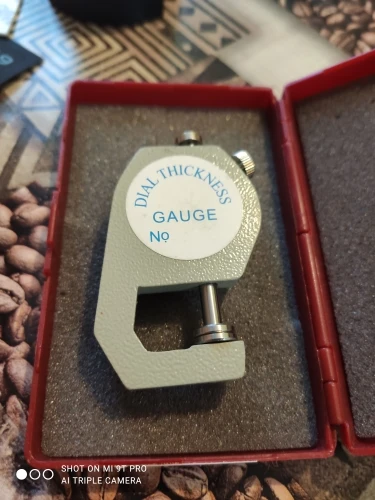 DIAL THICKNESS
GAUGE
No
SHOT ON MI 9T PRO
AI TRIPLE CAMERA